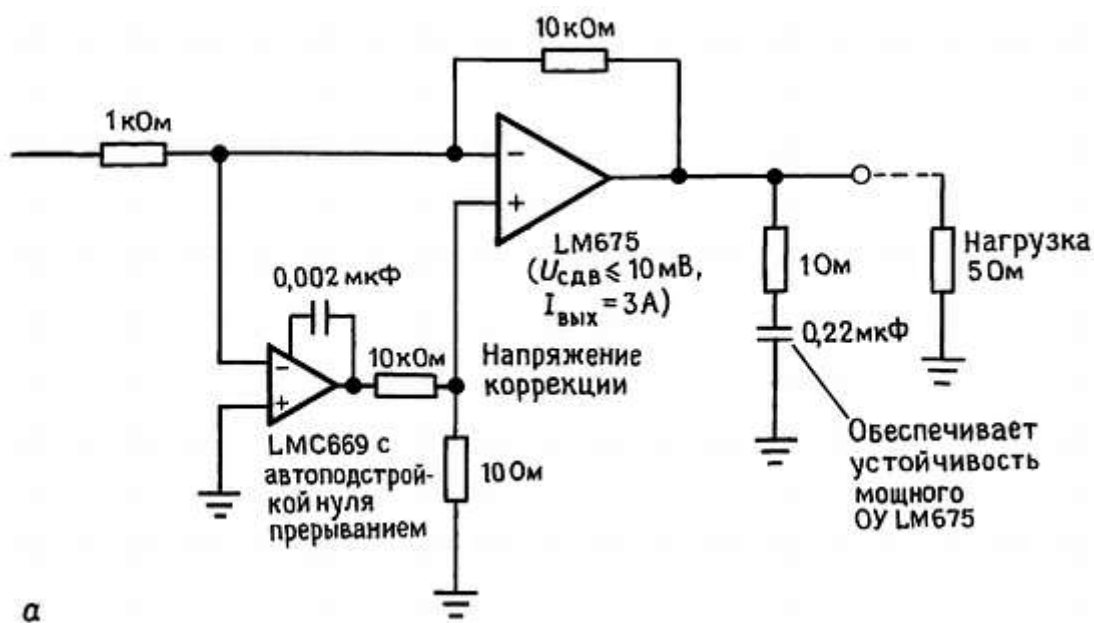 10 кОм
1 кОм
−
+
LM675
(Uсдв ⩽ 10 мВ,
Iвых = 3А)
0,002 мкФ
10 кОм
Напряжение
коррекции
−
+
LMC669 с
автоподстрой-
кой нуля
прерыванием
10 Ом
1 Ом
0,22 мкФ
Нагрузка
5 Ом
Обеспечивает
устойчивость
мощного
ОУ LM675
а